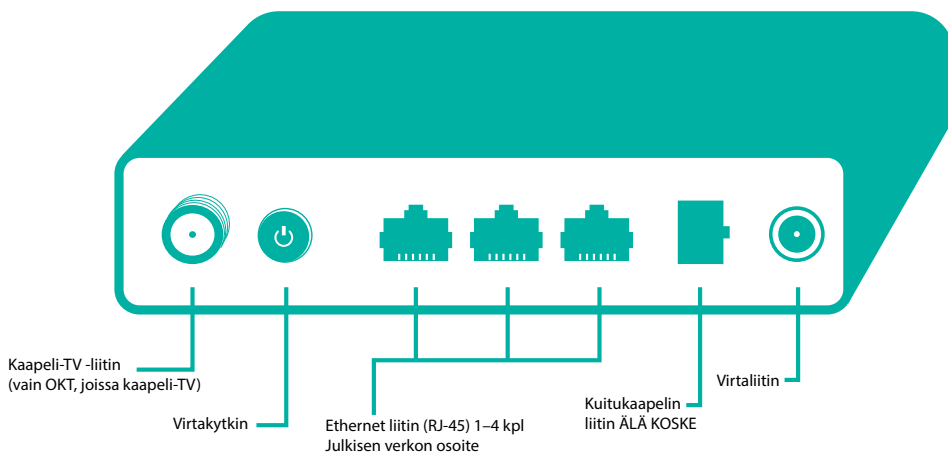 Kaapeli-TV -liitin
(vain OKT, joissa kaapeli-TV)
Virtakytkin
Ethernet liitin (RJ-45) 1–4 kpl
Julkisen verkon osoite
Kuitukaapelin
liitin ÄLÄ KOSKE
Virtaliitin